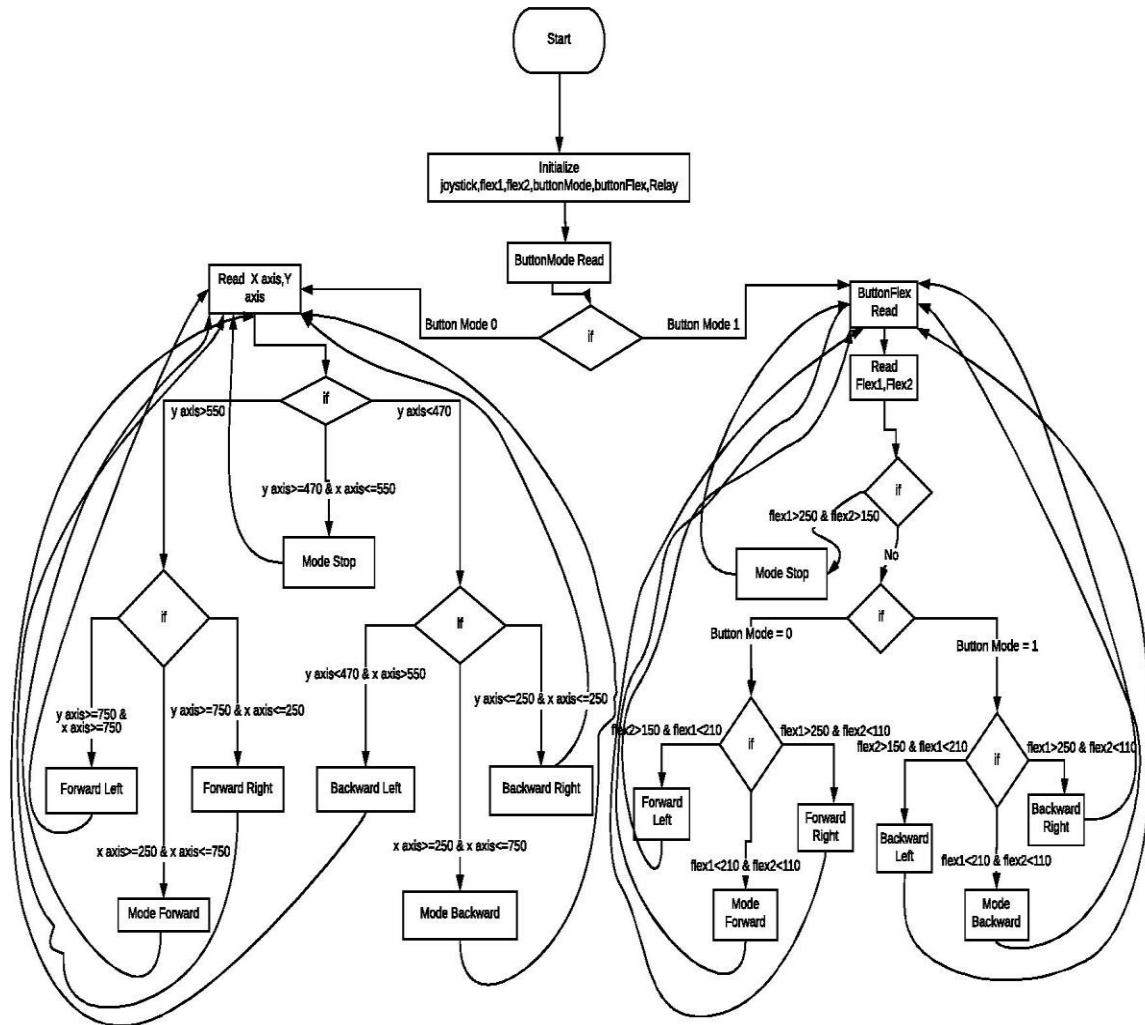 Start
Initialize
joystick,flex1,flex2,buttonMode,buttonFlex,Relay
ButtonMode Read
if
Button Mode 0
Button Mode 1
Read X axis,Y
axis
if
y axis>550
y axis<470
y axis>=470 & x axis<=550
Mode Stop
if
y axis>=750 &
x axis>=750
y axis>=750 & x axis<=250
Forward Left
Forward Right
x axis>=250 & x axis<=750
Mode Forward
If
y axis<470 & x axis>550
y axis<=250 & x axis<=250
Backward Left
Backward Right
x axis>=250 & x axis<=750
Mode Backward
ButtonFlex
Read
Read
Flex1,Flex2
if
flex1>250 & flex2>150
No
Mode Stop
if
Button Mode = 0
Button Mode = 1
if
flex2>150 & flex1<210
flex1>250 & flex2<110
Forward
Left
Forward
Right
flex1<210 & flex2<110
Mode
Forward
if
flex2>150 & flex1<210
flex1>250 & flex2<110
Backward
Left
Backward
Right
flex1<210 & flex2<110
Mode
Backward